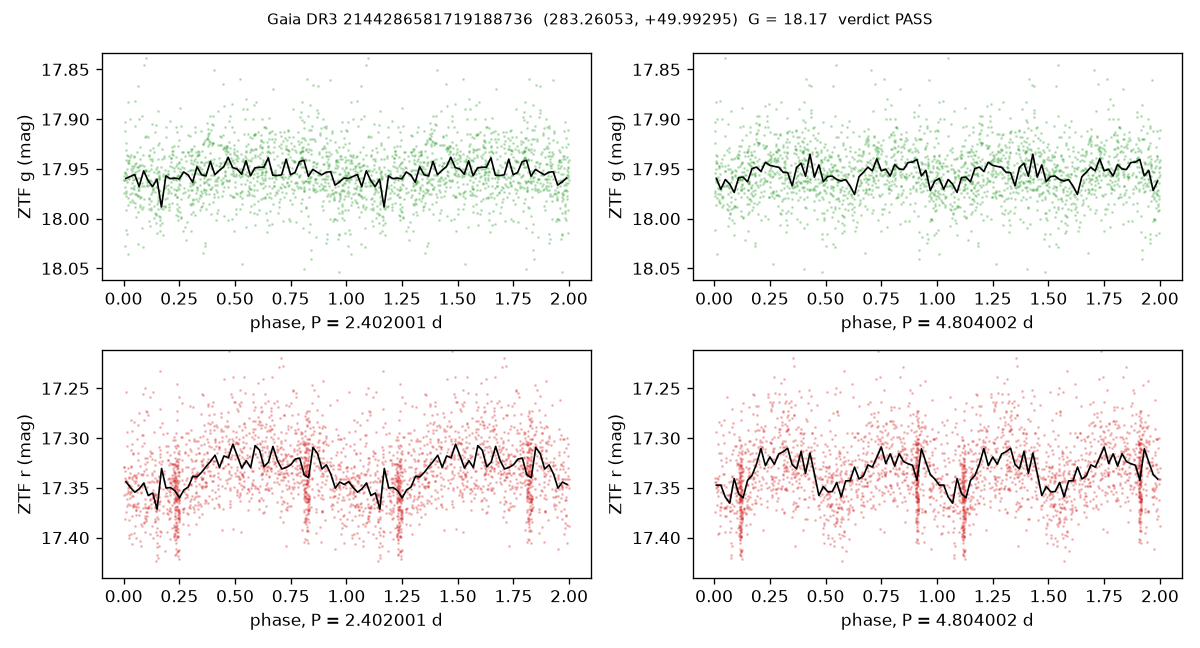 Gaia DR3 2144286581719188736  (283.26053, +49.99295)  G = 18.17  verdict PASS
ZTF g (mag)
17.85
17.90
17.95
18.00
18.05
0.00 0.25 0.50 0.75 1.00 1.25 1.50 1.75 2.00
phase, P = 2.402001 d
ZTF g (mag)
17.85
17.90
17.95
18.00
18.05
0.00 0.25 0.50 0.75 1.00 1.25 1.50 1.75 2.00
phase, P = 4.804002 d
ZTF r (mag)
17.25
17.30
17.35
17.40
0.00 0.25 0.50 0.75 1.00 1.25 1.50 1.75 2.00
phase, P = 2.402001 d
ZTF r (mag)
17.25
17.30
17.35
17.40
0.00 0.25 0.50 0.75 1.00 1.25 1.50 1.75 2.00
phase, P = 4.804002 d